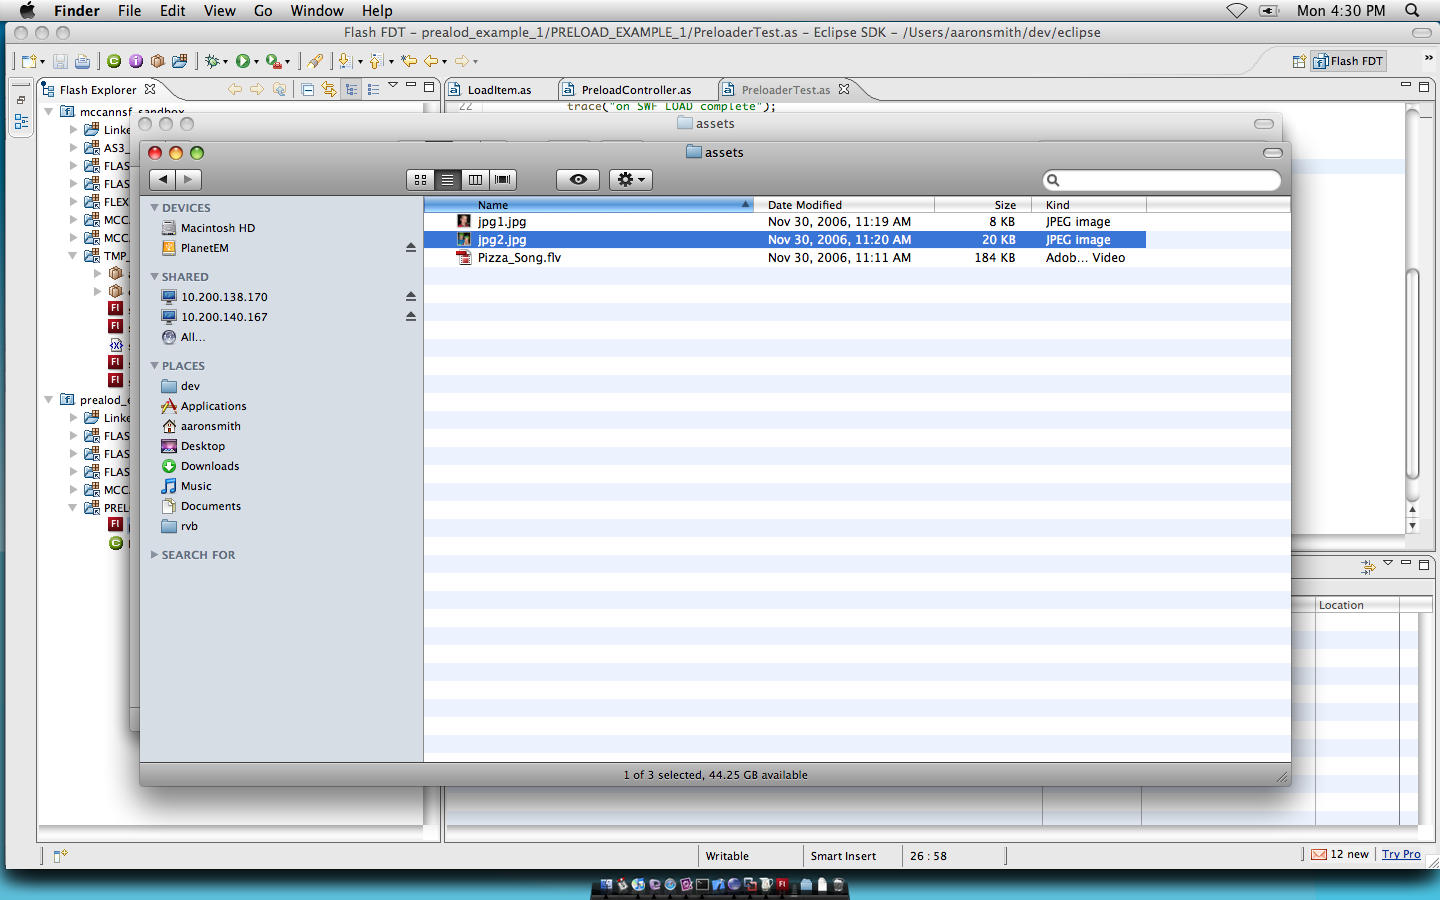 Finder File Edit View Go Window Help Mon 4:30 PM
Flash FDT - prealod_example_1/PRELOAD_EXAMPLE_1/PreloaderTest.as - Eclipse SDK - /Users/aaronsmith/dev/eclipse
Flash FDT
Flash Explorer
LoadItem.as PreloadController.as PreloaderTest.as
22 trace("on SWF LOAD complete");
mccannsf_sandbox
Linke
AS3_
FLAS
FLAS
FLEX
MCC
MCC
TMP_
prealod_e
Linke
FLAS
FLAS
FLAS
MCC
PREL
assets
assets
Name Date Modified Size Kind
jpg1.jpg Nov 30, 2006, 11:19 AM 8 KB JPEG image
jpg2.jpg Nov 30, 2006, 11:20 AM 20 KB JPEG image
Pizza_Song.flv Nov 30, 2006, 11:11 AM 184 KB Adob... Video
DEVICES
Macintosh HD
PlanetEM
SHARED
10.200.138.170
10.200.140.167
All...
PLACES
dev
Applications
aaronsmith
Desktop
Downloads
Music
Documents
rvb
SEARCH FOR
1 of 3 selected, 44.25 GB available
Location
Writable Smart Insert 26 : 58 12 new Try Pro